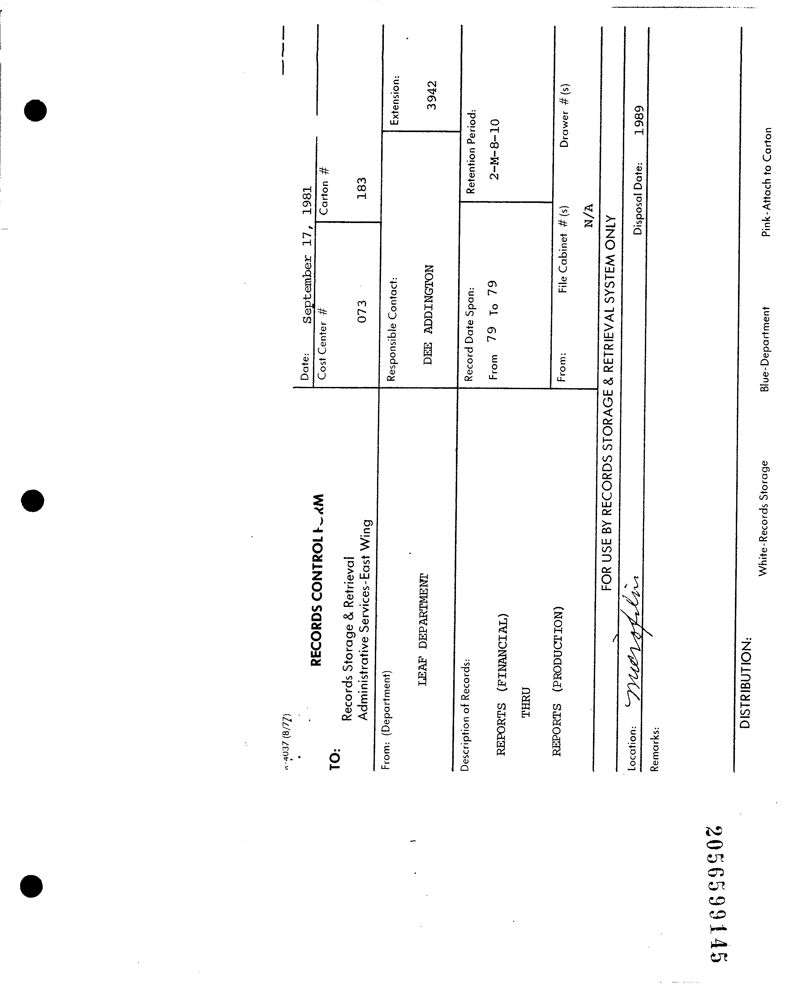 4037 (8/77)
RECORDS CONTROL
TO: Records Storage & Retrieval
Administrative Services-East Wing
Date: September 17, 1981
Cost Center # Carton #
073 183
From: (Department)
LEAF DEPARTMENT
Responsible Contact: Extension:
DEE ADDINGTON 3942
Description of Records:
REPORTS (FINANCIAL)
THRU
REPORTS (PRODUCTION)
Record Date Span: Retention Period:
From 79 To 79 2-M-8-10
From: File Cabinet #(s) Drawer #(s)
N/A
FOR USE BY RECORDS STORAGE & RETRIEVAL SYSTEM ONLY
Location: microfilm Disposal Date: 1989
Remarks:
DISTRIBUTION:
White-Records Storage Blue-Department Pink-Attach to Carton
2056599145